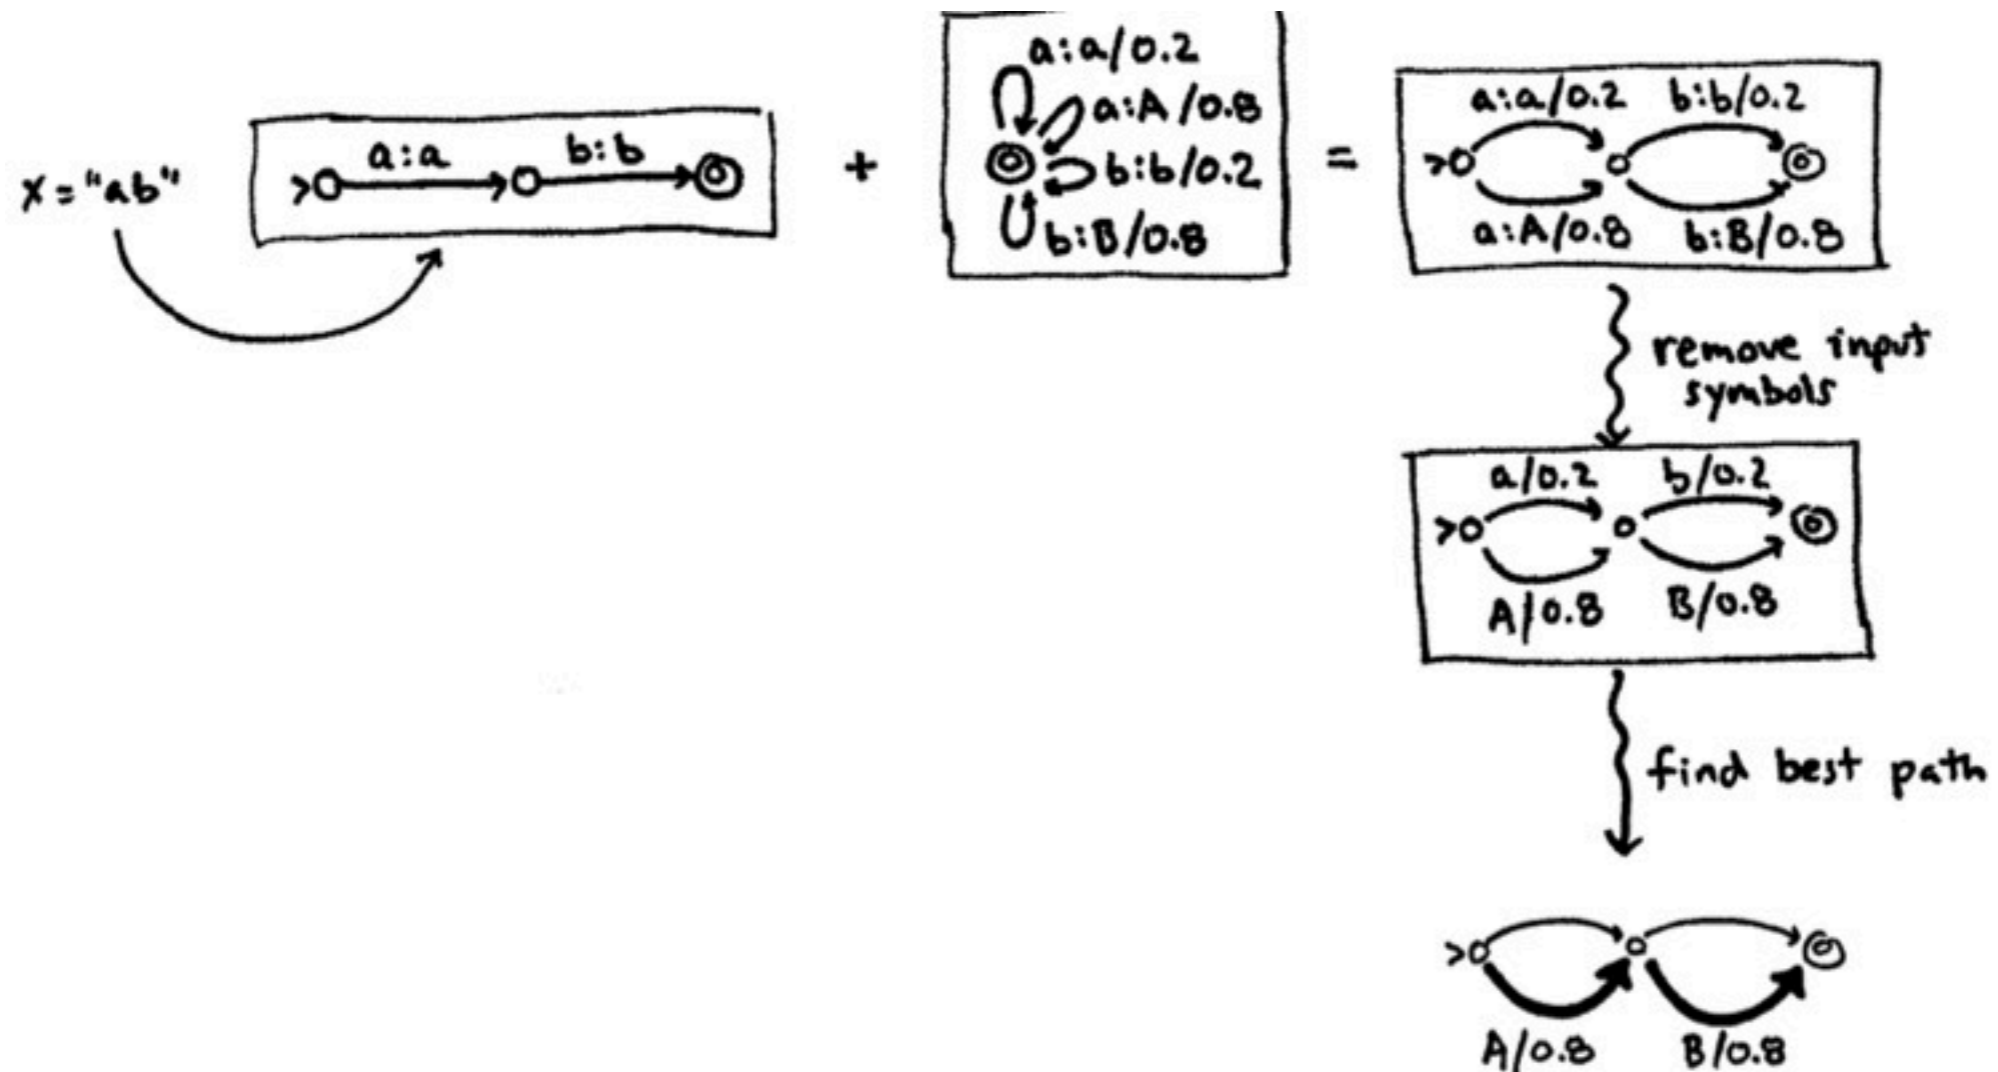 x = "ab"
> a:a b:b
+
a:a/0.2
a:A/0.8
b:b/0.2
b:B/0.8
=
a:a/0.2 b:b/0.2
>
a:A/0.8 b:B/0.8
remove input
symbols
a/0.2 b/0.2
>
A/0.8 B/0.8
find best path
>
A/0.8 B/0.8